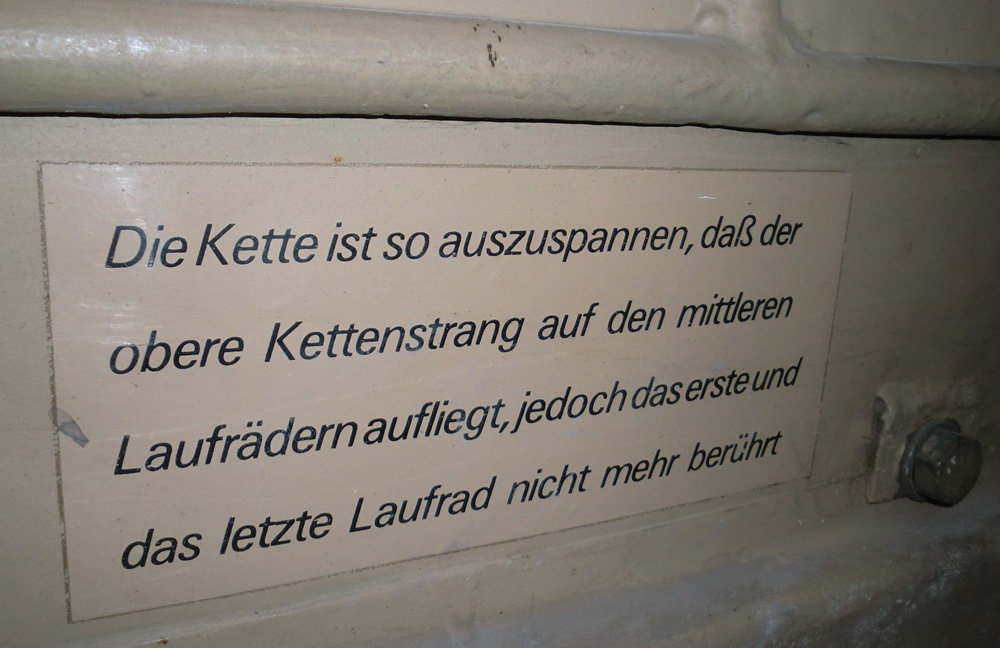 Die Kette ist so auszuspannen, daß der
obere Kettenstrang auf den mittleren
Laufrädern aufliegt, jedoch das erste und
das letzte Laufrad nicht mehr berührt